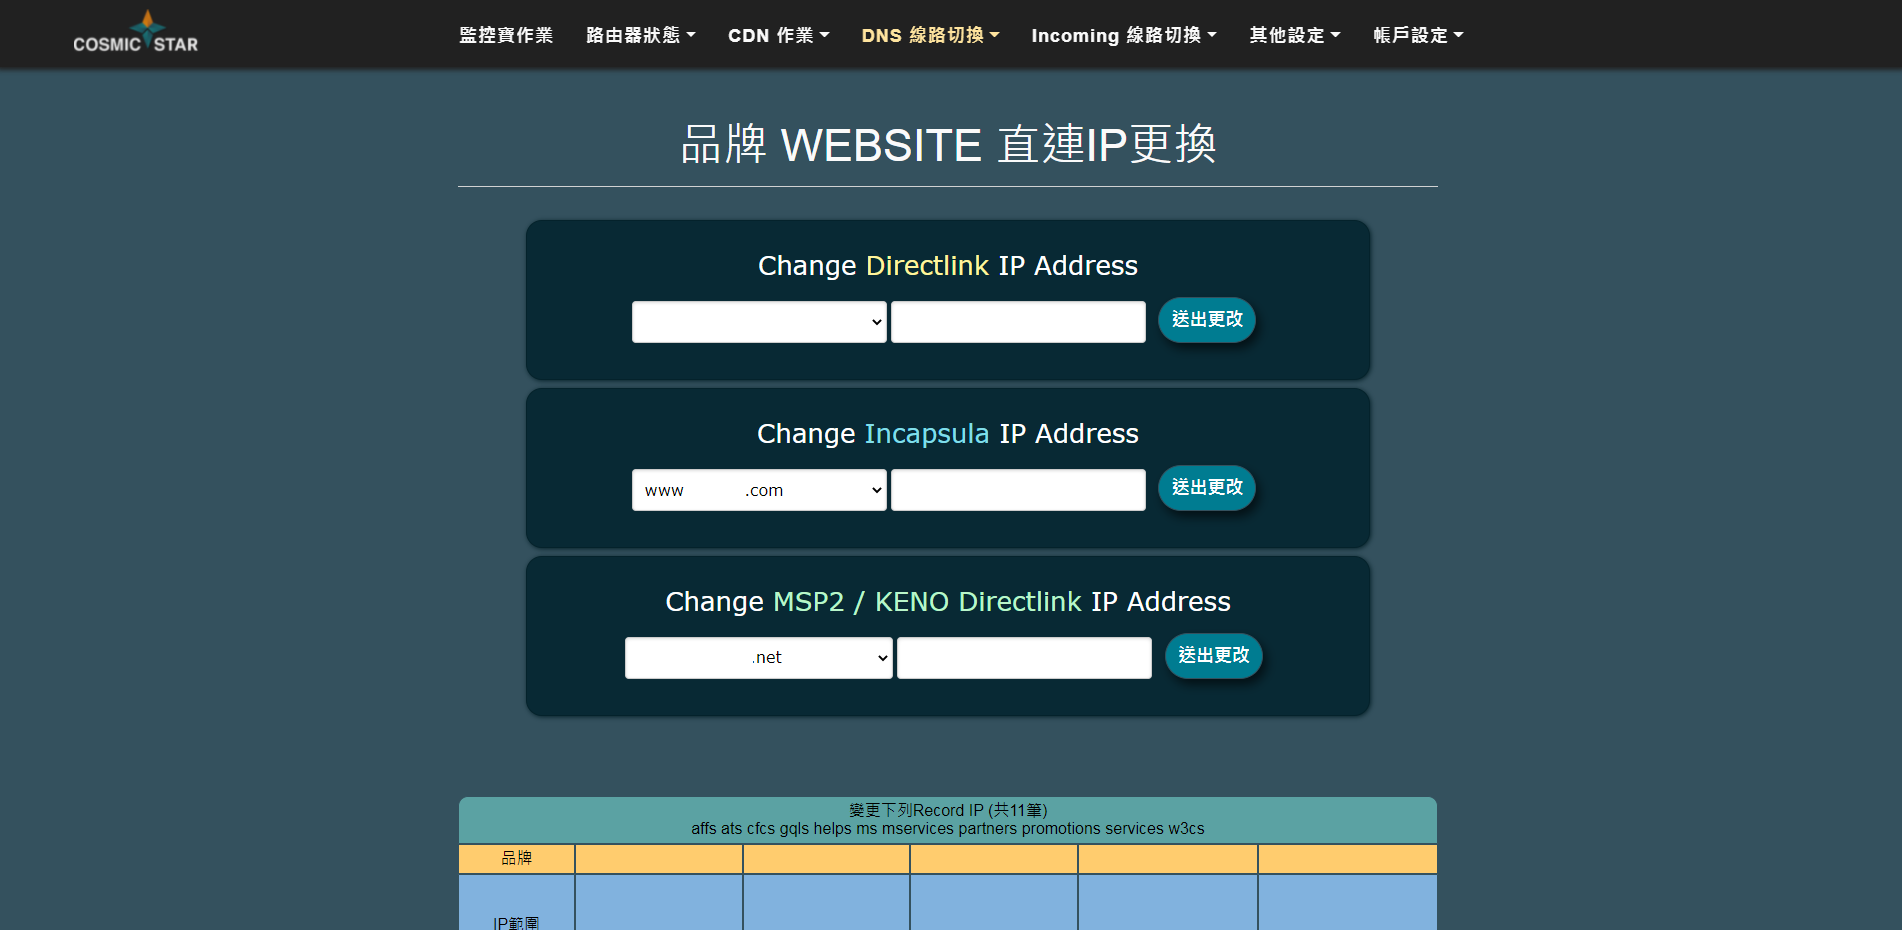 COSMIC STAR
監控寶作業 路由器狀態 CDN 作業 DNS 線路切換 Incoming 線路切換 其他設定 帳戶設定
品牌 WEBSITE 直連IP更換
Change Directlink IP Address
送出更改
Change Incapsula IP Address
www .com 送出更改
Change MSP2 / KENO Directlink IP Address
.net 送出更改
變更下列Record IP (共11筆)
affs ats cfcs gqls helps ms mservices partners promotions services w3cs
品牌
IP範圍